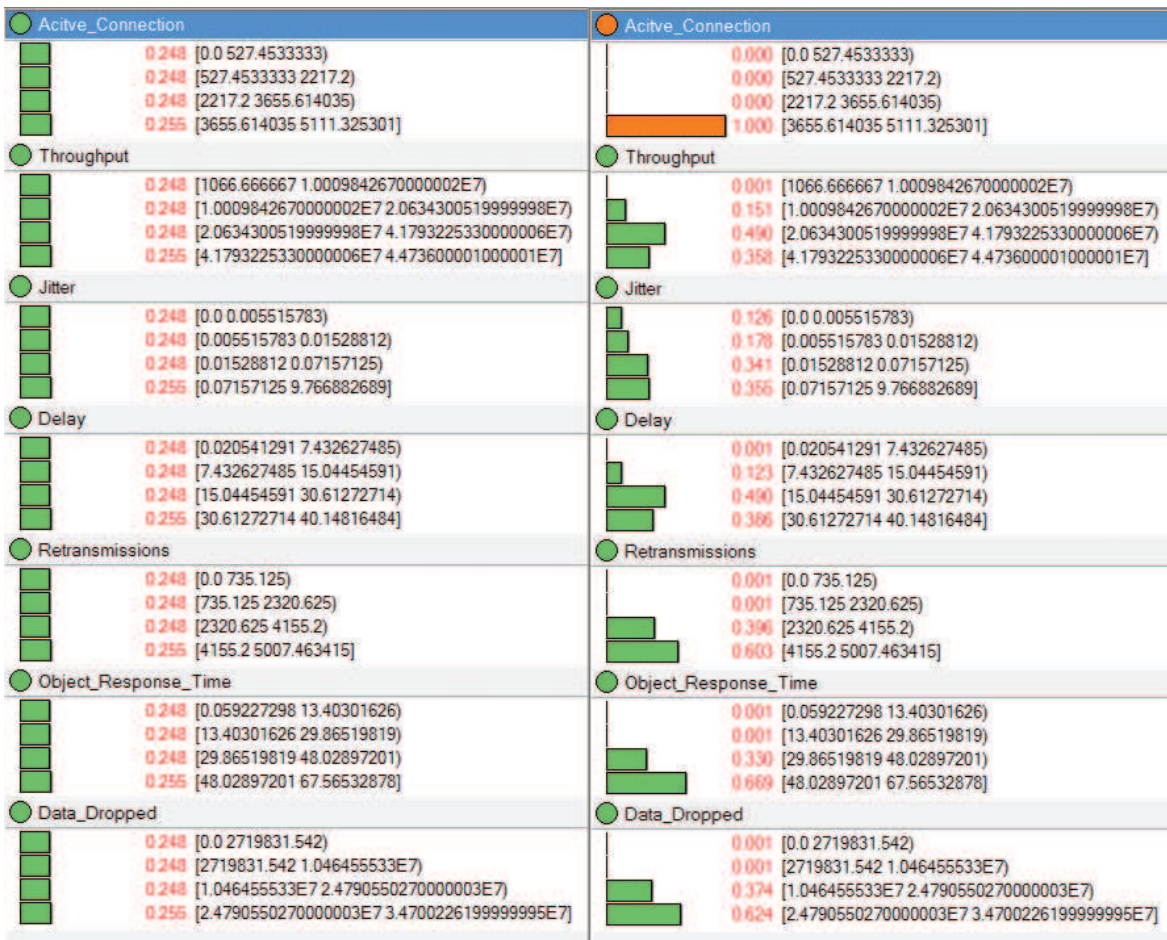 Acitve_Connection
0.248 [0.0 527.4533333)
0.248 [527.4533333 2217.2)
0.248 [2217.2 3655.614035)
0.255 [3655.614035 5111.325301]
Throughput
0.248 [1066.666667 1.0009842670000002E7)
0.248 [1.0009842670000002E7 2.0634300519999998E7)
0.248 [2.0634300519999998E7 4.1793225330000006E7)
0.255 [4.1793225330000006E7 4.473600001000001E7]
Jitter
0.248 [0.0 0.005515783)
0.248 [0.005515783 0.01528812)
0.248 [0.01528812 0.07157125)
0.255 [0.07157125 9.766882689]
Delay
0.248 [0.020541291 7.432627485)
0.248 [7.432627485 15.04454591)
0.248 [15.04454591 30.61272714)
0.255 [30.61272714 40.14816484]
Retransmissions
0.248 [0.0 735.125)
0.248 [735.125 2320.625)
0.248 [2320.625 4155.2)
0.255 [4155.2 5007.463415]
Object_Response_Time
0.248 [0.059227298 13.40301626)
0.248 [13.40301626 29.86519819)
0.248 [29.86519819 48.02897201)
0.255 [48.02897201 67.56532878]
Data_Dropped
0.248 [0.0 2719831.542)
0.248 [2719831.542 1.046455533E7)
0.248 [1.046455533E7 2.4790550270000003E7)
0.255 [2.4790550270000003E7 3.4700226199999995E7]
Acitve_Connection
0.000 [0.0 527.4533333)
0.000 [527.4533333 2217.2)
0.000 [2217.2 3655.614035)
1.000 [3655.614035 5111.325301]
Throughput
0.001 [1066.666667 1.0009842670000002E7)
0.151 [1.0009842670000002E7 2.0634300519999998E7)
0.490 [2.0634300519999998E7 4.1793225330000006E7)
0.358 [4.1793225330000006E7 4.473600001000001E7]
Jitter
0.126 [0.0 0.005515783)
0.178 [0.005515783 0.01528812)
0.341 [0.01528812 0.07157125)
0.355 [0.07157125 9.766882689]
Delay
0.001 [0.020541291 7.432627485)
0.123 [7.432627485 15.04454591)
0.490 [15.04454591 30.61272714)
0.386 [30.61272714 40.14816484]
Retransmissions
0.001 [0.0 735.125)
0.001 [735.125 2320.625)
0.396 [2320.625 4155.2)
0.603 [4155.2 5007.463415]
Object_Response_Time
0.001 [0.059227298 13.40301626)
0.001 [13.40301626 29.86519819)
0.330 [29.86519819 48.02897201)
0.669 [48.02897201 67.56532878]
Data_Dropped
0.001 [0.0 2719831.542)
0.001 [2719831.542 1.046455533E7)
0.374 [1.046455533E7 2.4790550270000003E7)
0.624 [2.4790550270000003E7 3.4700226199999995E7]